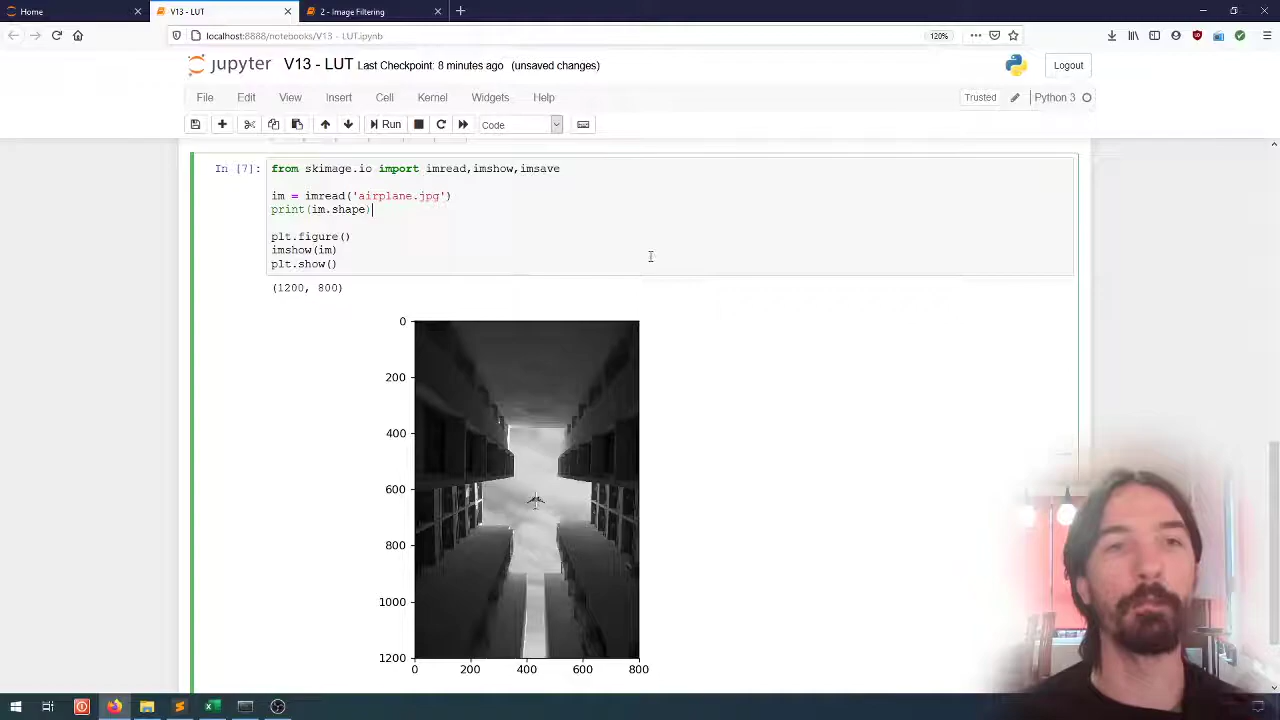 Home
V13 - LUT
2 - Image Filtering
localhost:8888/notebooks/V13 - LUT.ipynb
120%
jupyter V13 - LUT Last Checkpoint: 8 minutes ago (unsaved changes)
Logout
File Edit View Insert Cell Kernel Widgets Help
Trusted
Python 3
Run
Code
In [7]:
from skimage.io import imread,imshow,imsave
im = imread('airplane.jpg')
print(im.shape)
plt.figure()
imshow(im)
plt.show()
(1200, 800)
0
200
400
600
800
1000
1200
0 200 400 600 800